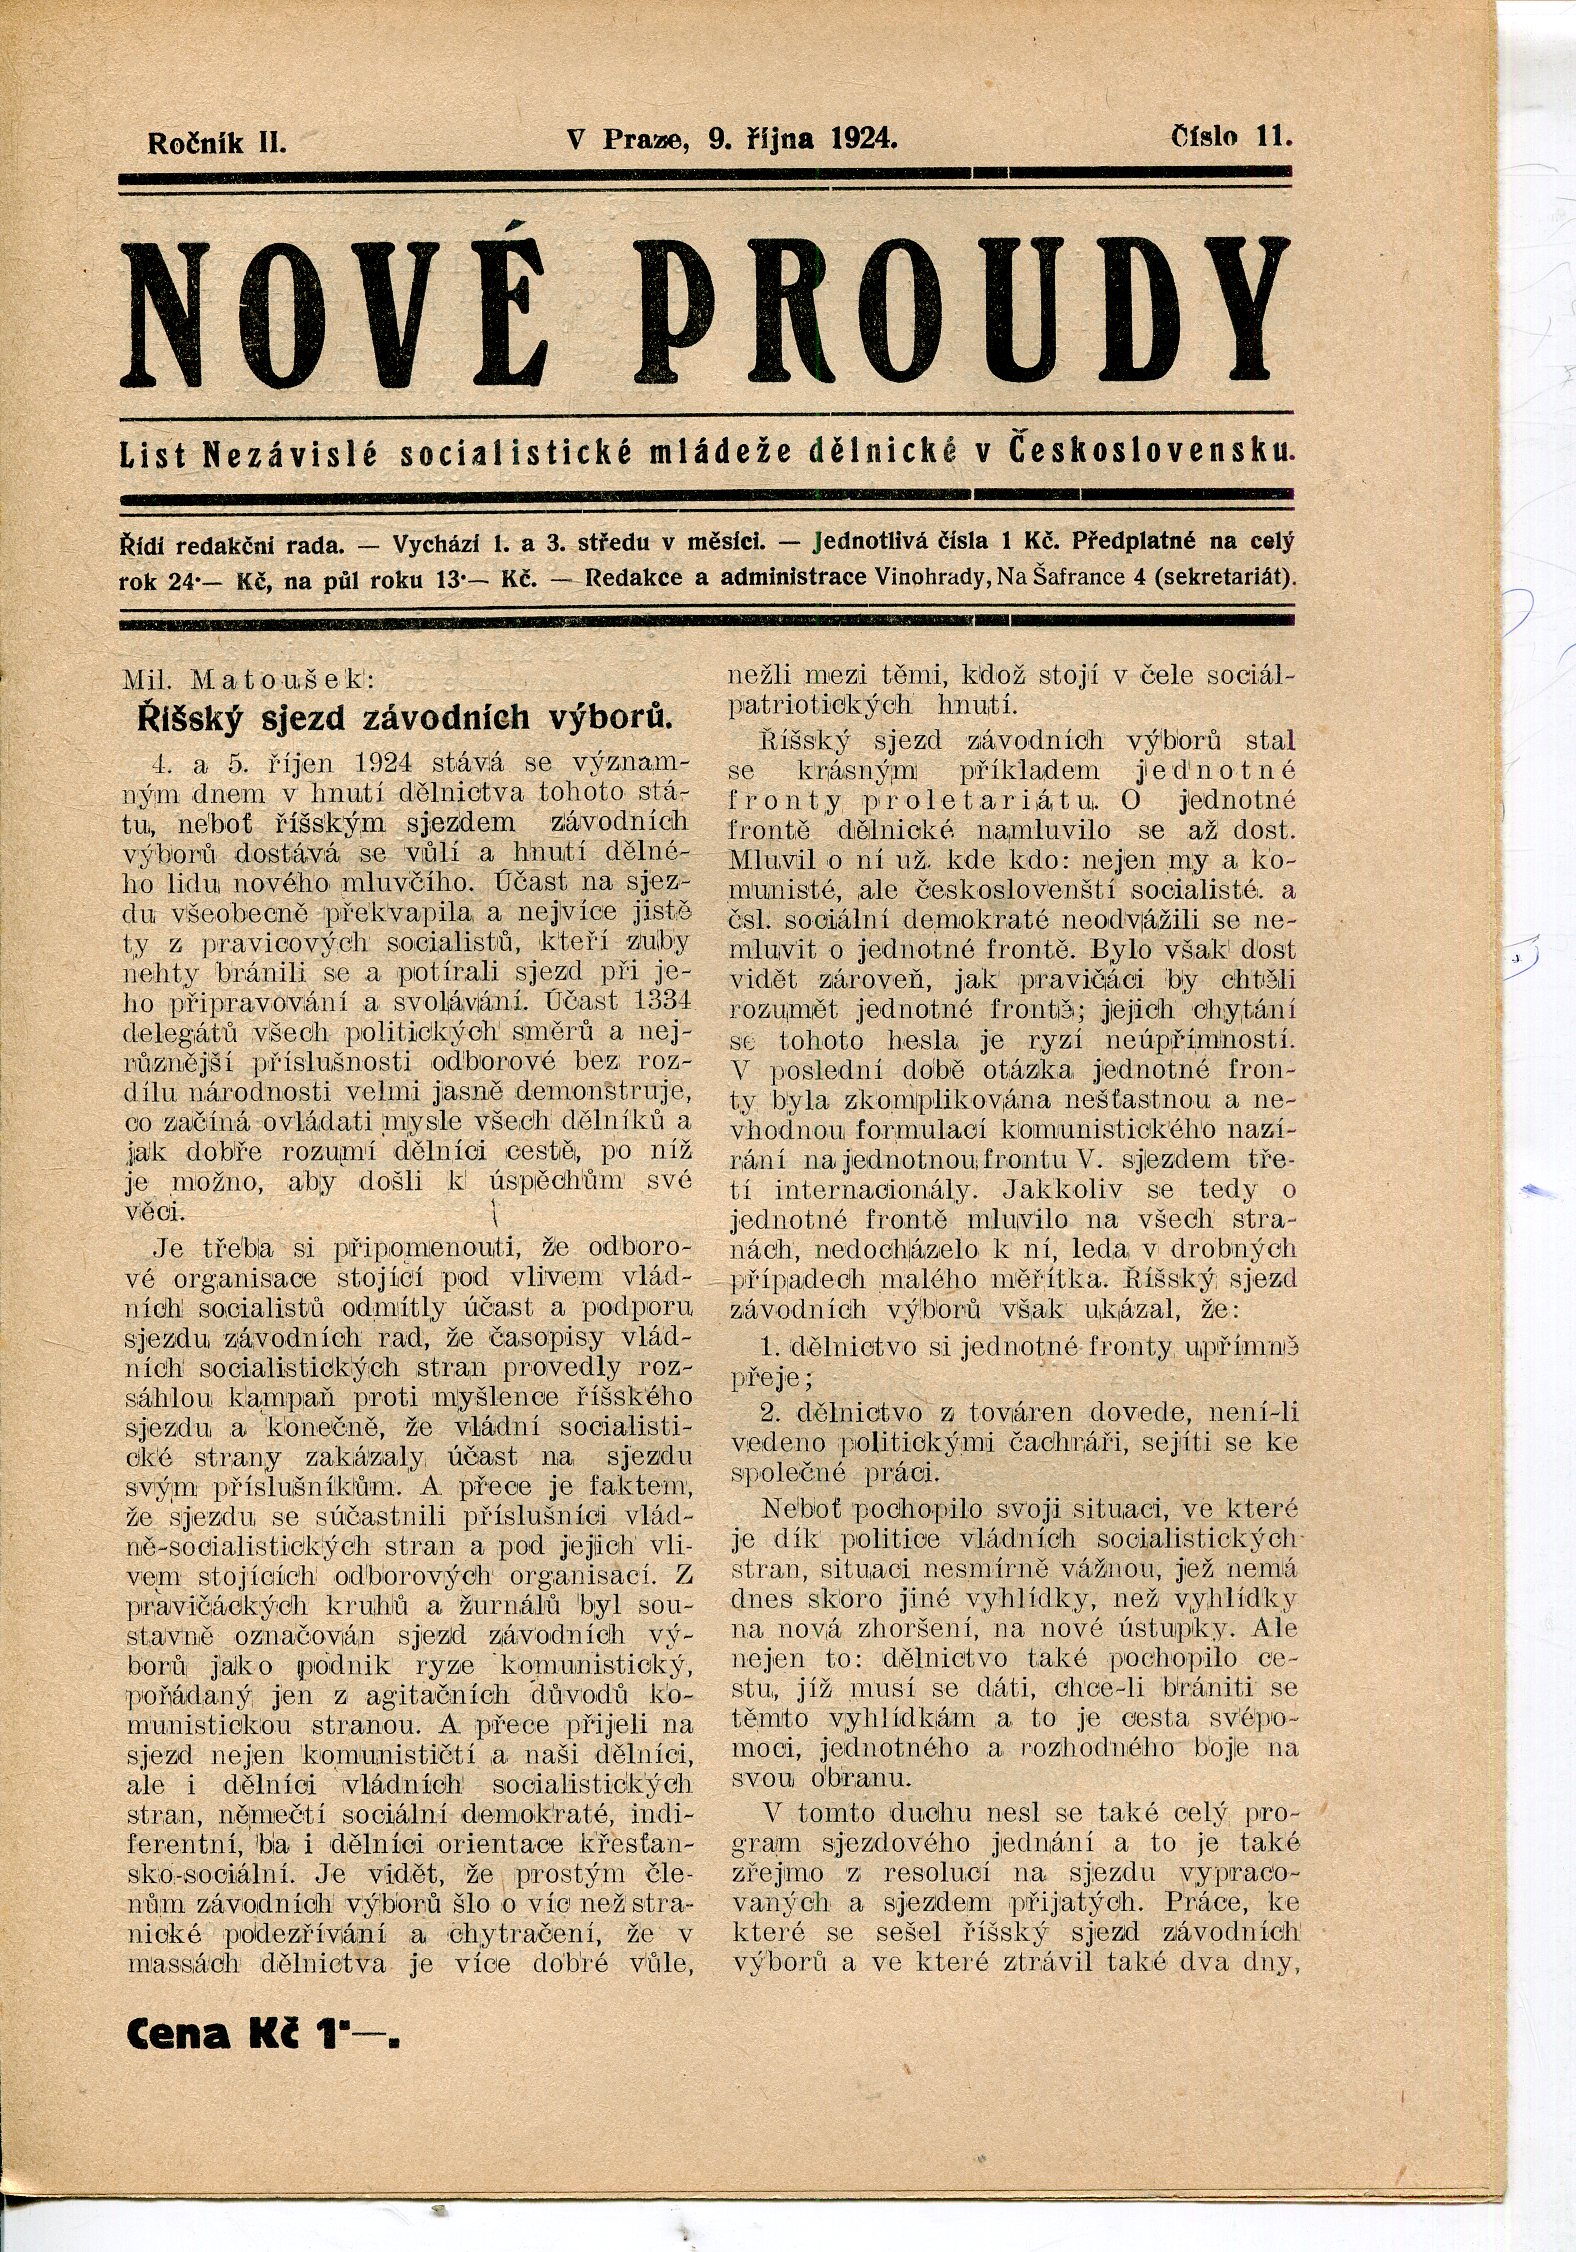 Ročník II.
V Praze, 9. října 1924.
Číslo 11.
NOVÉ PROUDY
List Nezávislé socialistické mládeže dělnické v Československu.
Řídí redakční rada. — Vychází 1. a 3. středu v měsíci. — Jednotlivá čísla 1 Kč. Předplatné na celý
rok 24·— Kč, na půl roku 13·— Kč. — Redakce a administrace Vinohrady, Na Šafrance 4 (sekretariát).
Mil. Matoušek:
Říšský sjezd závodních výborů.
4. a 5. říjen 1924 stává se význam-
ným dnem v hnutí dělnictva tohoto stá-
tu, neboť říšským sjezdem závodních
výborů dostává se vůlí a hnutí dělné-
ho lidu nového mluvčího. Účast na sjez-
du všeobecně překvapila a nejvíce jistě
ty z pravicových socialistů, kteří zuby
nehty bránili se a potírali sjezd při je-
ho připravování a svolávání. Účast 1334
delegátů všech politických směrů a nej-
různější příslušnosti odborové bez roz-
dílu národnosti velmi jasně demonstruje,
co začíná ovládati mysle všech dělníků a
jak dobře rozumí dělníci cestě, po níž
je možno, aby došli k úspěchům své
věci.
Je třeba si připomenouti, že odboro-
vé organisace stojící pod vlivem vlád-
ních socialistů odmítly účast a podporu
sjezdu závodních rad, že časopisy vlád-
ních socialistických stran provedly roz-
sáhlou kampaň proti myšlence říšského
sjezdu a konečně, že vládní socialisti-
cké strany zakázaly účast na sjezdu
svým příslušníkům. A přece je faktem,
že sjezdu se súčastnili příslušníci vlád-
ně-socialistických stran a pod jejich vli-
vem stojících odborových organisací. Z
pravičáckých kruhů a žurnálů byl sou-
stavně označován sjezd závodních vý-
borů jako podnik ryze komunistický,
pořádaný jen z agitačních důvodů ko-
munistickou stranou. A přece přijeli na
sjezd nejen komunističtí a naši dělníci,
ale i dělníci vládních socialistických
stran, němečtí sociální demokraté, indi-
ferentní, ba i dělníci orientace křesťan-
sko-sociální. Je vidět, že prostým čle-
nům závodních výborů šlo o víc než stra-
nické podezřívání a chytračení, že v
massách dělnictva je více dobré vůle,
nežli mezi těmi, kdož stojí v čele sociál-
patriotických hnutí.
Říšský sjezd závodních výborů stal
se krásným příkladem jednotné
fronty proletariátu. O jednotné
frontě dělnické namluvilo se až dost.
Mluvil o ní už. kde kdo: nejen my a ko-
munisté, ale českoslovenští socialisté. a
čsl. sociální demokraté neodvážili se ne-
mluvit o jednotné frontě. Bylo však dost
vidět zároveň, jak pravičáci by chtěli
rozumět jednotné frontě; jejich chytání
se tohoto hesla je ryzí neúpřímností.
V poslední době otázka jednotné fron-
ty byla zkomplikována nešťastnou a ne-
vhodnou formulací komunistického nazí-
rání na jednotnou frontu V. sjezdem tře-
tí internacionály. Jakkoliv se tedy o
jednotné frontě mluvilo na všech stra-
nách, nedocházelo k ní, leda v drobných
případech malého měřítka. Říšský sjezd
závodních výborů však ukázal, že:
1. dělnictvo si jednotné fronty upřímně
přeje;
2. dělnictvo z továren dovede, není-li
vedeno politickými čachráři, sejíti se ke
společné práci.
Neboť pochopilo svoji situaci, ve které
je dík politice vládních socialistických
stran, situaci nesmírně vážnou, jež nemá
dnes skoro jiné vyhlídky, než vyhlídky
na nová zhoršení, na nové ústupky. Ale
nejen to: dělnictvo také pochopilo ce-
stu, jíž musí se dáti, chce-li brániti se
těmto vyhlídkám a to je cesta svépo-
moci, jednotného a rozhodného boje na
svou obranu.
V tomto duchu nesl se také celý pro-
gram sjezdového jednání a to je také
zřejmo z resolucí na sjezdu vypraco-
vaných a sjezdem přijatých. Práce, ke
které se sešel říšský sjezd závodních
výborů a ve které ztrávil také dva dny,
Cena Kč 1·—.